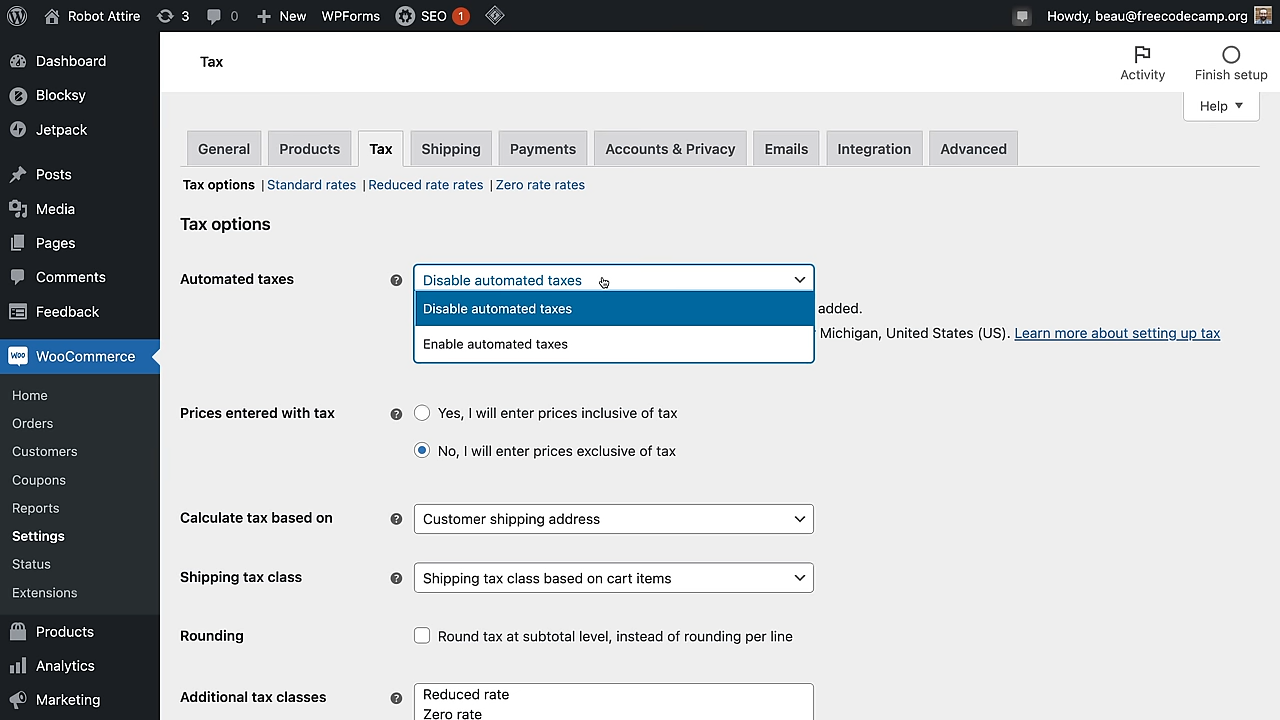 Robot Attire 3 0 New WPForms SEO 1 Howdy, beau@freecodecamp.org
Dashboard
Blocksy
Jetpack
Posts
Media
Pages
Comments
Feedback
WOO WooCommerce
Home
Orders
Customers
Coupons
Reports
Settings
Status
Extensions
Products
Analytics
Marketing
Tax
Activity
Finish setup
Help
General Products Tax Shipping Payments Accounts & Privacy Emails Integration Advanced
Tax options | Standard rates | Reduced rate rates | Zero rate rates
Tax options
Automated taxes ? Disable automated taxes
Disable automated taxes added.
Michigan, United States (US). Learn more about setting up tax
Enable automated taxes
Prices entered with tax ? Yes, I will enter prices inclusive of tax
No, I will enter prices exclusive of tax
Calculate tax based on ? Customer shipping address
Shipping tax class ? Shipping tax class based on cart items
Rounding Round tax at subtotal level, instead of rounding per line
Additional tax classes ? Reduced rate
Zero rate